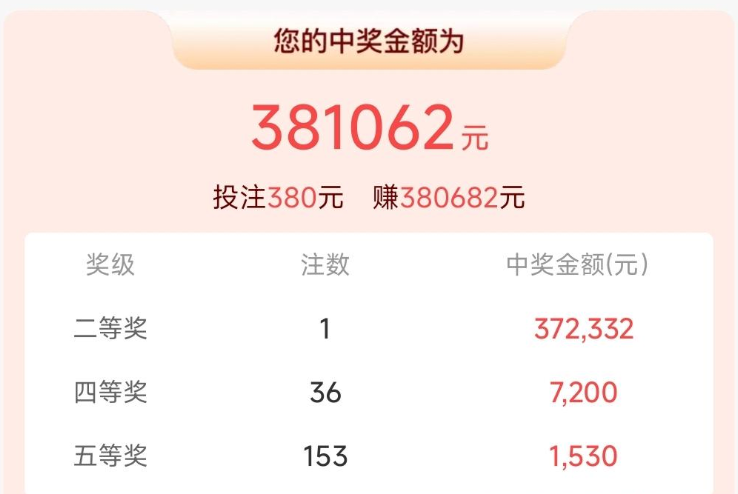 您的中奖金额为
381062元
投注380元 赚380682元
奖级 注数 中奖金额(元)
二等奖 1 372,332
四等奖 36 7,200
五等奖 153 1,530